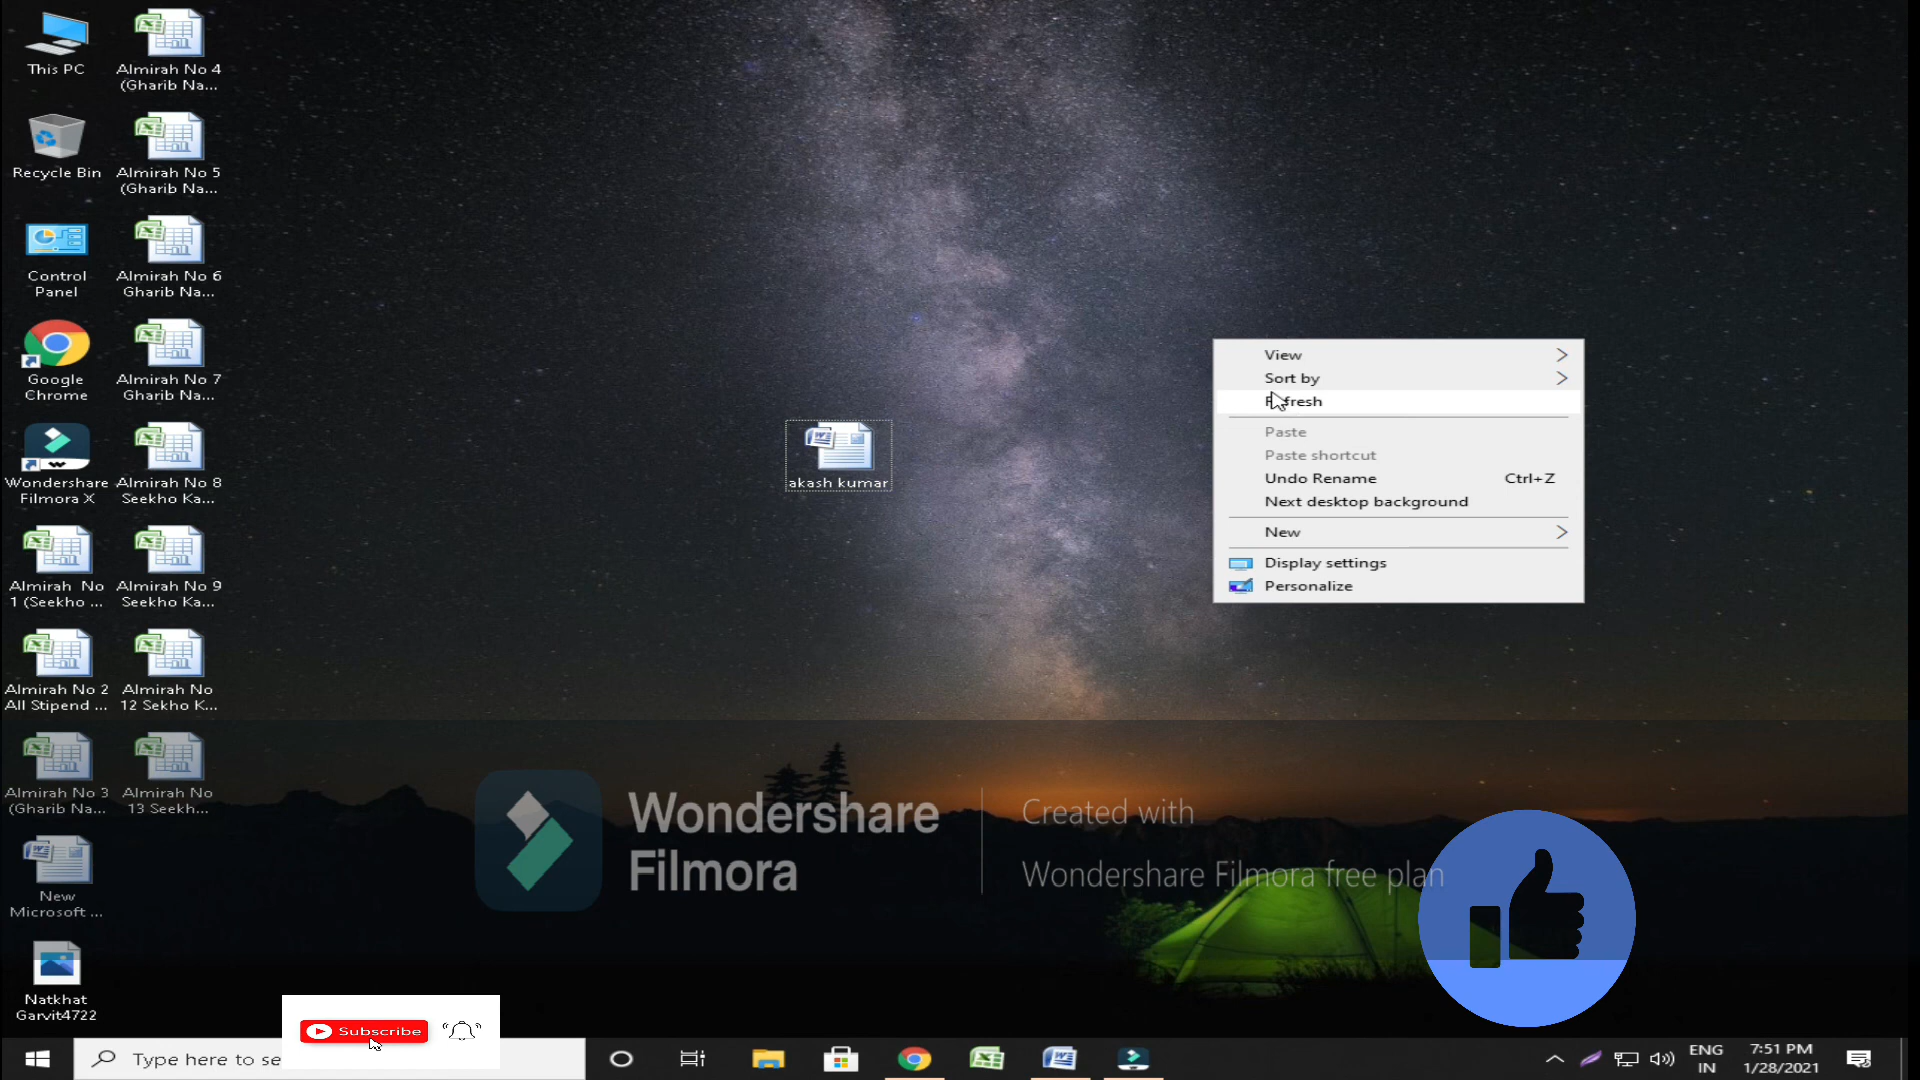 This PC
Almirah No 4
(Gharib Na...
Recycle Bin
Almirah No 5
(Gharib Na...
Control
Panel
Almirah No 6
Gharib Na...
Google
Chrome
Almirah No 7
Gharib Na...
Wondershare
Filmora X
Almirah No 8
Seekho Ka...
Almirah No
1 (Seekho ...
Almirah No 9
Seekho Ka...
Almirah No 2
All Stipend ...
Almirah No
12 Sekho K...
Almirah No 3
(Gharib Na...
Almirah No
13 Seekh...
New
Microsoft ...
Natkhat
Garvit4722
akash kumar
View
Sort by
Refresh
Paste
Paste shortcut
Undo Rename Ctrl+Z
Next desktop background
New
Display settings
Personalize
Wondershare
Filmora
Created with
Wondershare Filmora free plan
Subscribe
Type here to se
ENG
IN
7:51 PM
1/28/2021